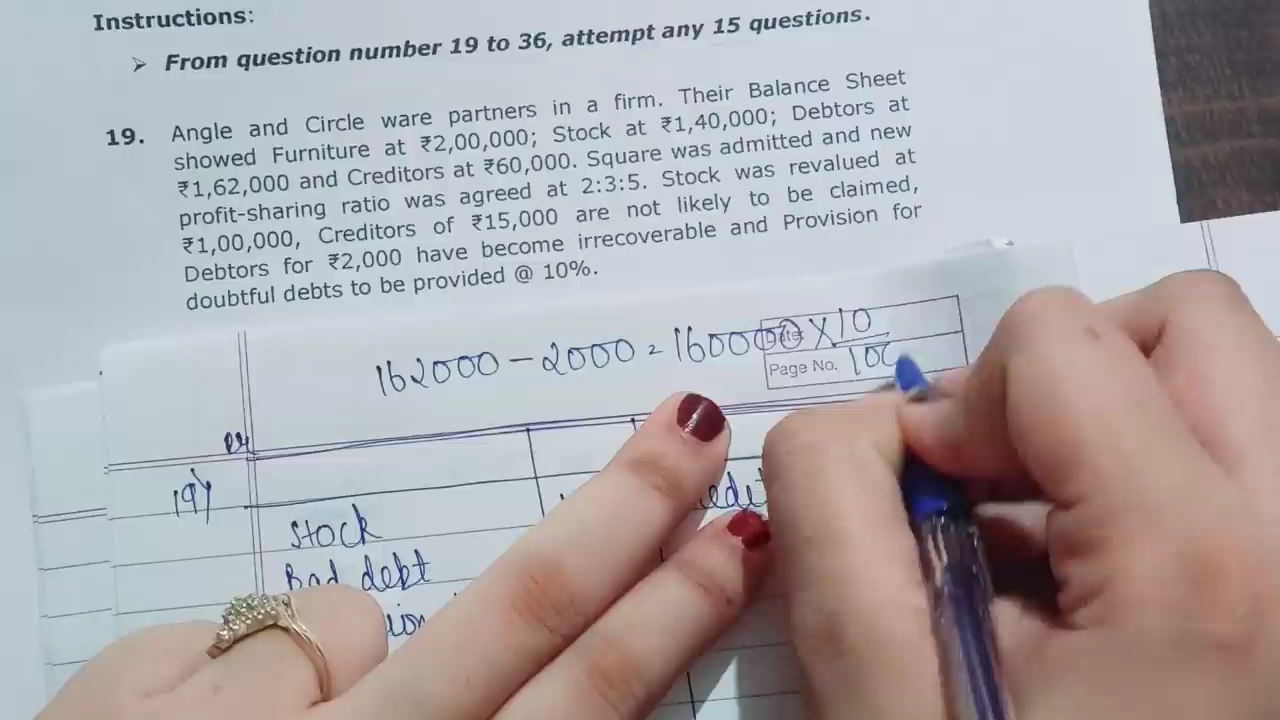 Instructions:
➢ From question number 19 to 36, attempt any 15 questions.
19. Angle and Circle ware partners in a firm. Their Balance Sheet
showed Furniture at ₹2,00,000; Stock at ₹1,40,000; Debtors at
₹1,62,000 and Creditors at ₹60,000. Square was admitted and new
profit-sharing ratio was agreed at 2:3:5. Stock was revalued at
₹1,00,000, Creditors of ₹15,000 are not likely to be claimed,
Debtors for ₹2,000 have become irrecoverable and Provision for
doubtful debts to be provided @ 10%.
Date:
162000 - 2000 = 160000 X 10
Page No. 100
19)
Stock
Bad debt